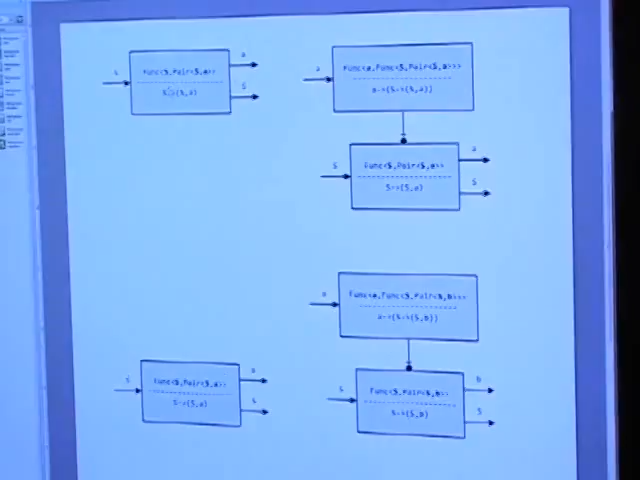 a
S
Func<S,Pair<S,a>>
S->(S,a)
S
a
Func<a,Func<S,Pair<S,a>>>
a->(S->(S,a))
a
S
Func<S,Pair<S,a>>
S->(S,a)
S
a
Func<a,Func<S,Pair<S,b>>>
a->(S->(S,b))
S
a
Func<S,Pair<S,a>>
S->(S,a)
S
S
b
Func<S,Pair<S,b>>
S->(S,b)
S